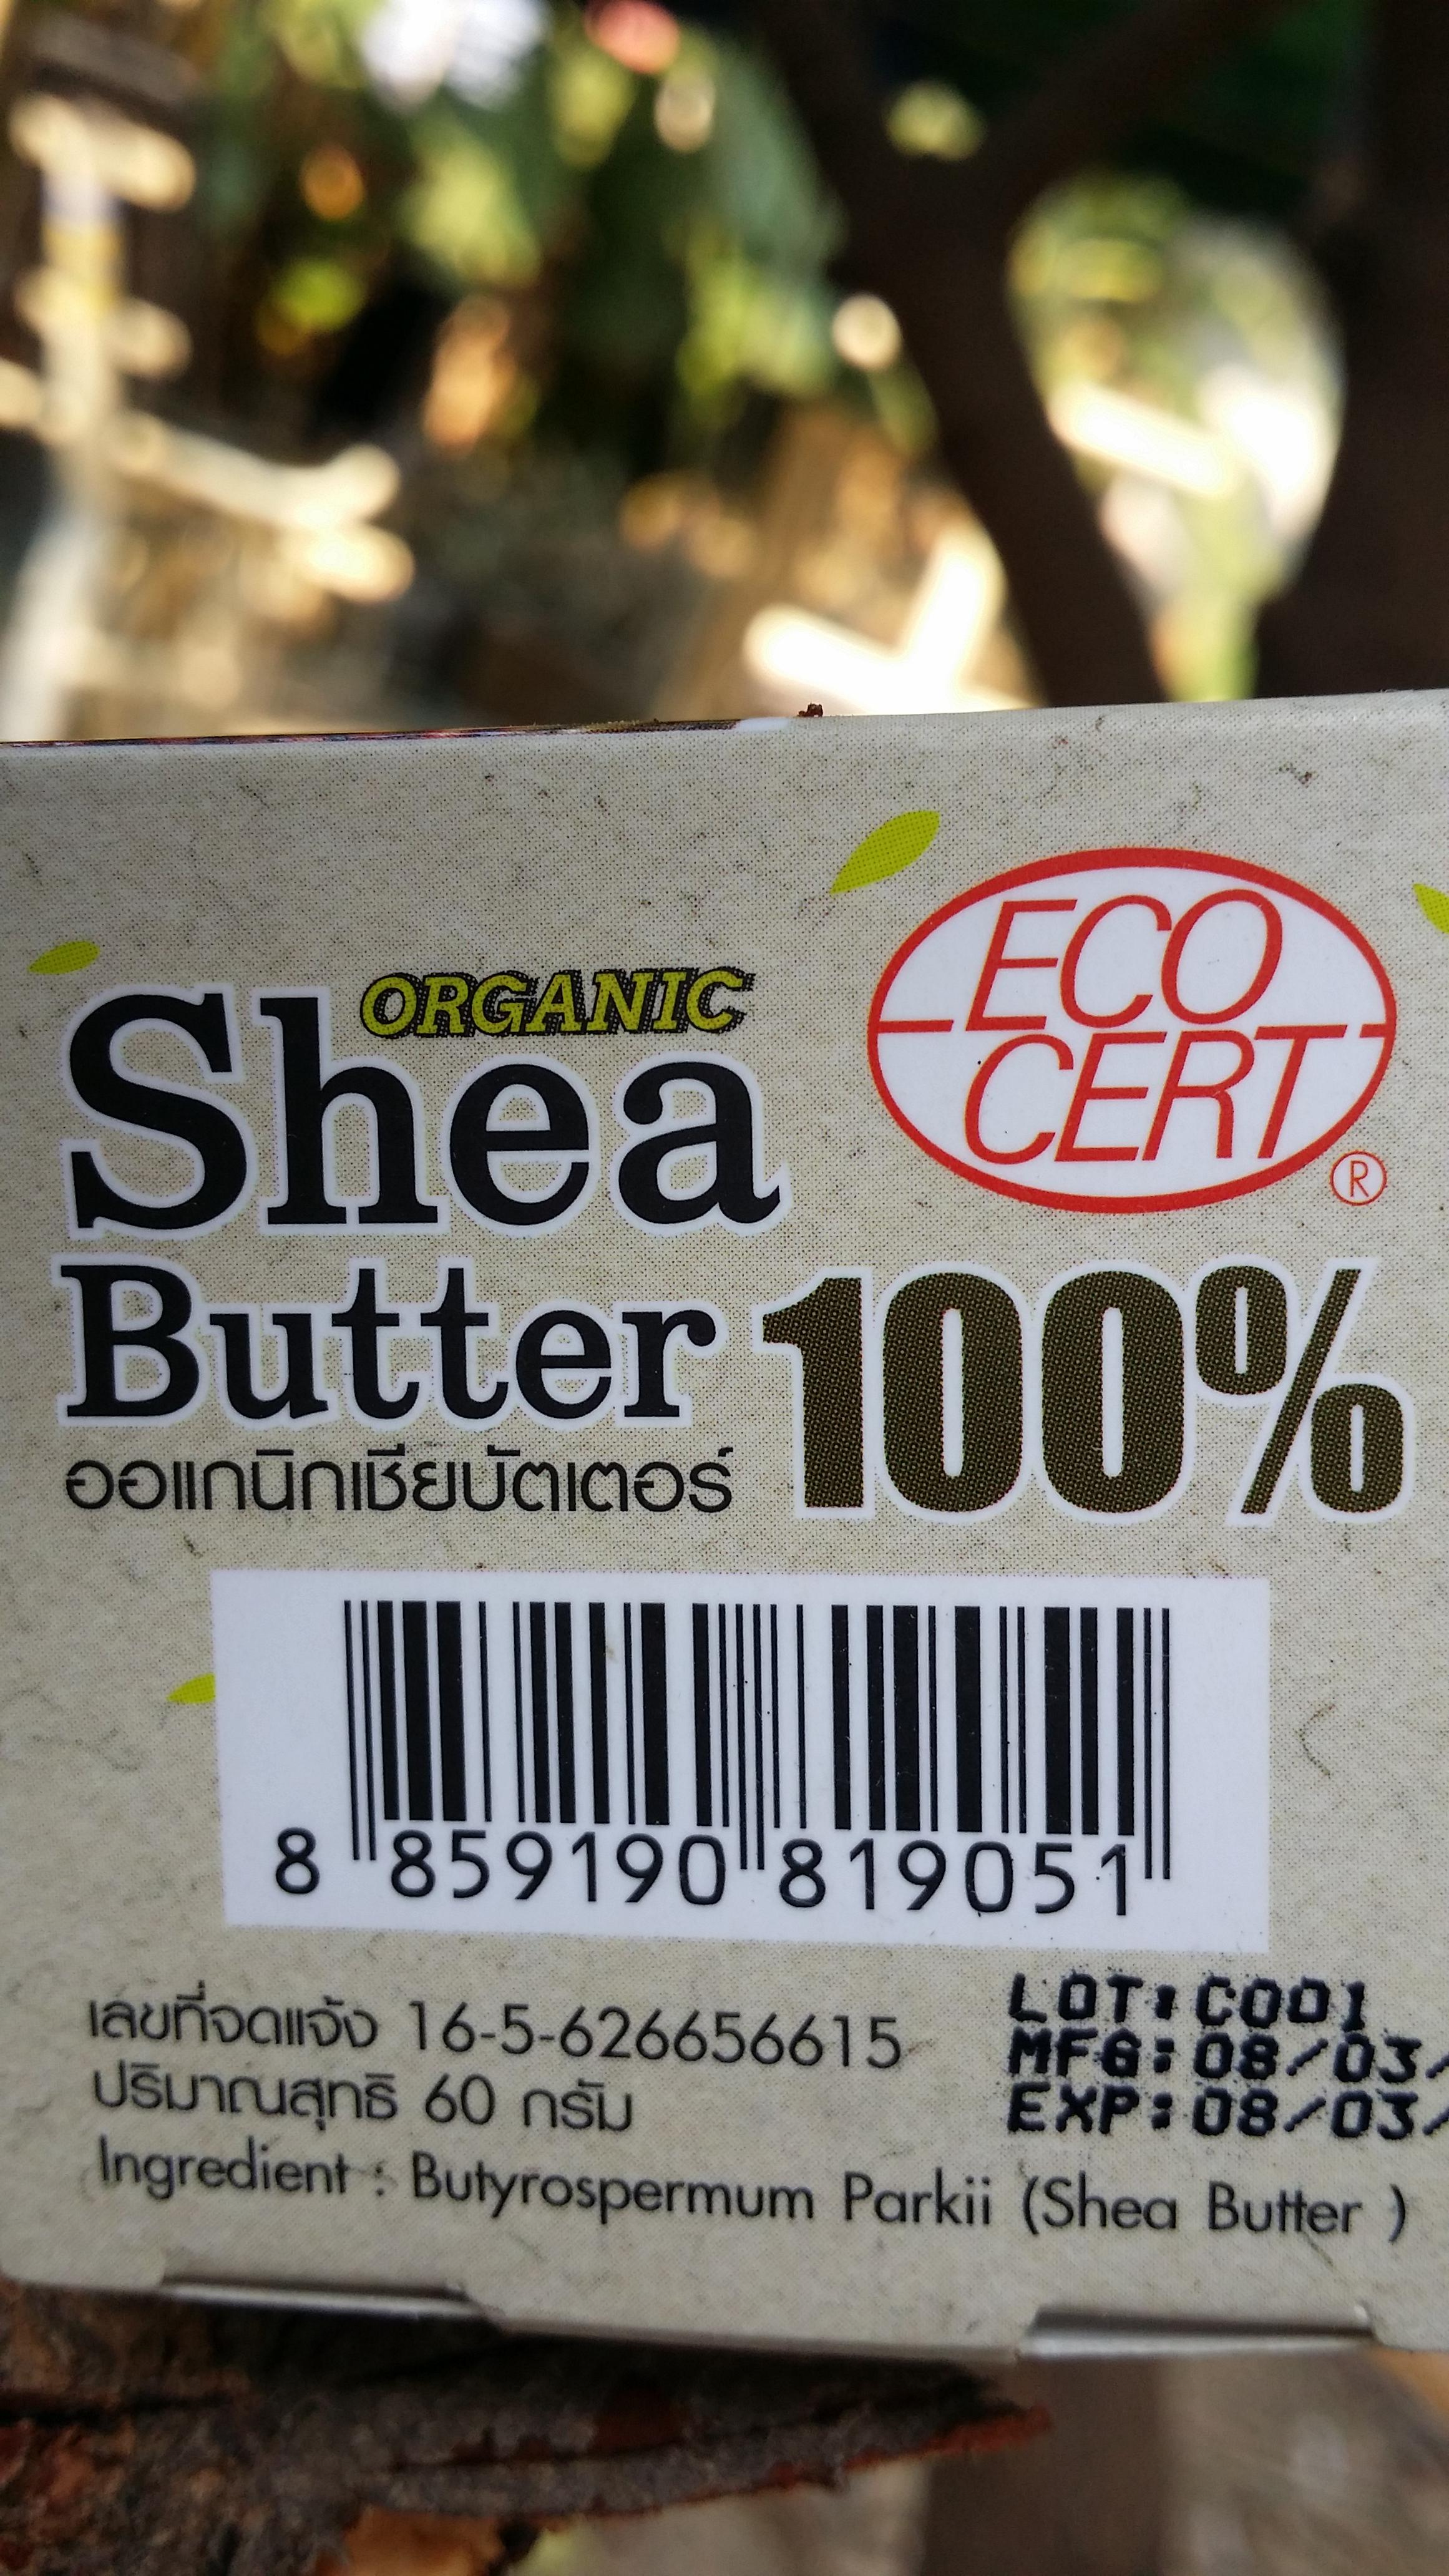 ORGANIC
Shea
Butter 100%
ออแกนิกเชียบัตเตอร์
ECO
CERT
®
8 859190 819051
เลขที่จดแจ้ง 16-5-626656615
ปริมาณสุทธิ 60 กรัม
Ingredient : Butyrospermum Parkii (Shea Butter )
LOT:C001
MFG:08/03/
EXP:08/03/